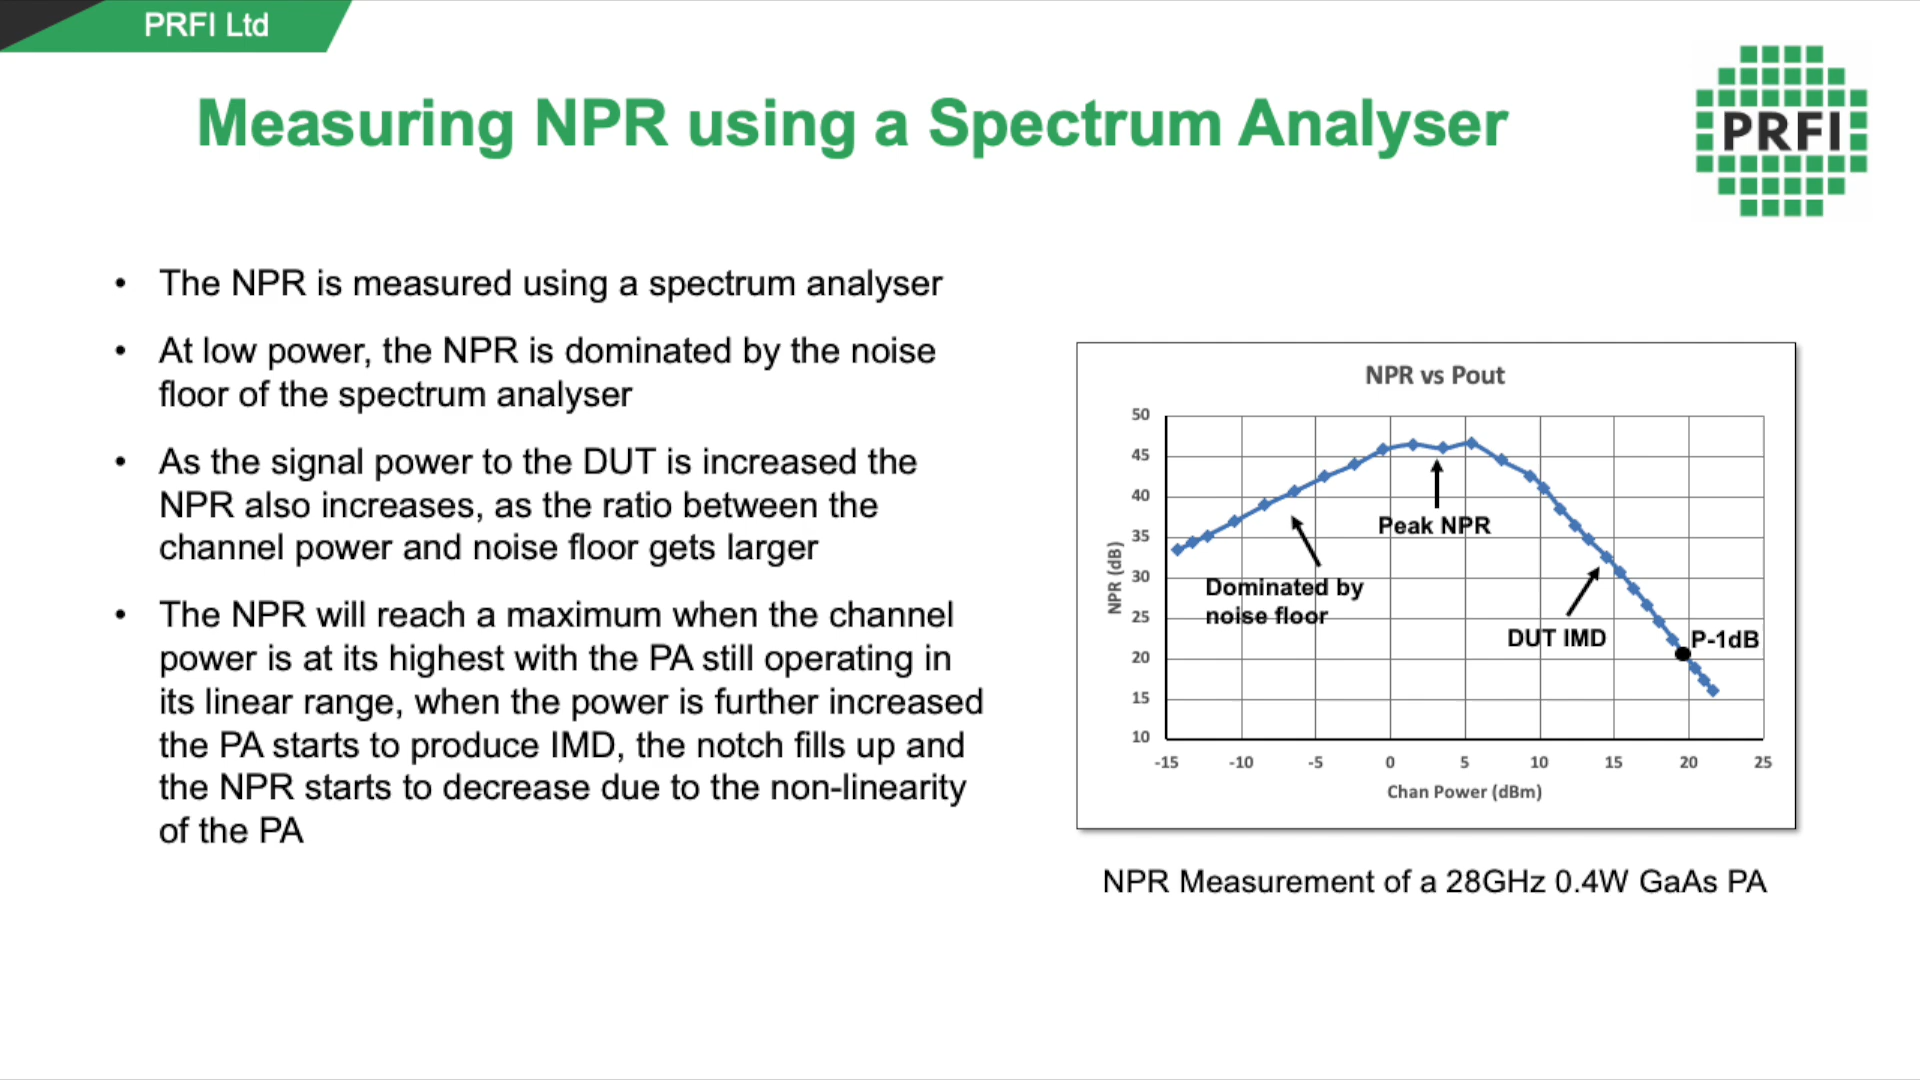 PRFI Ltd
Measuring NPR using a Spectrum Analyser
PRFI
• The NPR is measured using a spectrum analyser
• At low power, the NPR is dominated by the noise
floor of the spectrum analyser
• As the signal power to the DUT is increased the
NPR also increases, as the ratio between the
channel power and noise floor gets larger
• The NPR will reach a maximum when the channel
power is at its highest with the PA still operating in
its linear range, when the power is further increased
the PA starts to produce IMD, the notch fills up and
the NPR starts to decrease due to the non-linearity
of the PA
NPR vs Pout
50
45
40
35
30
25
20
15
10
NPR (dB)
Peak NPR
Dominated by
noise floor
DUT IMD
P-1dB
-15 -10 -5 0 5 10 15 20 25
Chan Power (dBm)
NPR Measurement of a 28GHz 0.4W GaAs PA